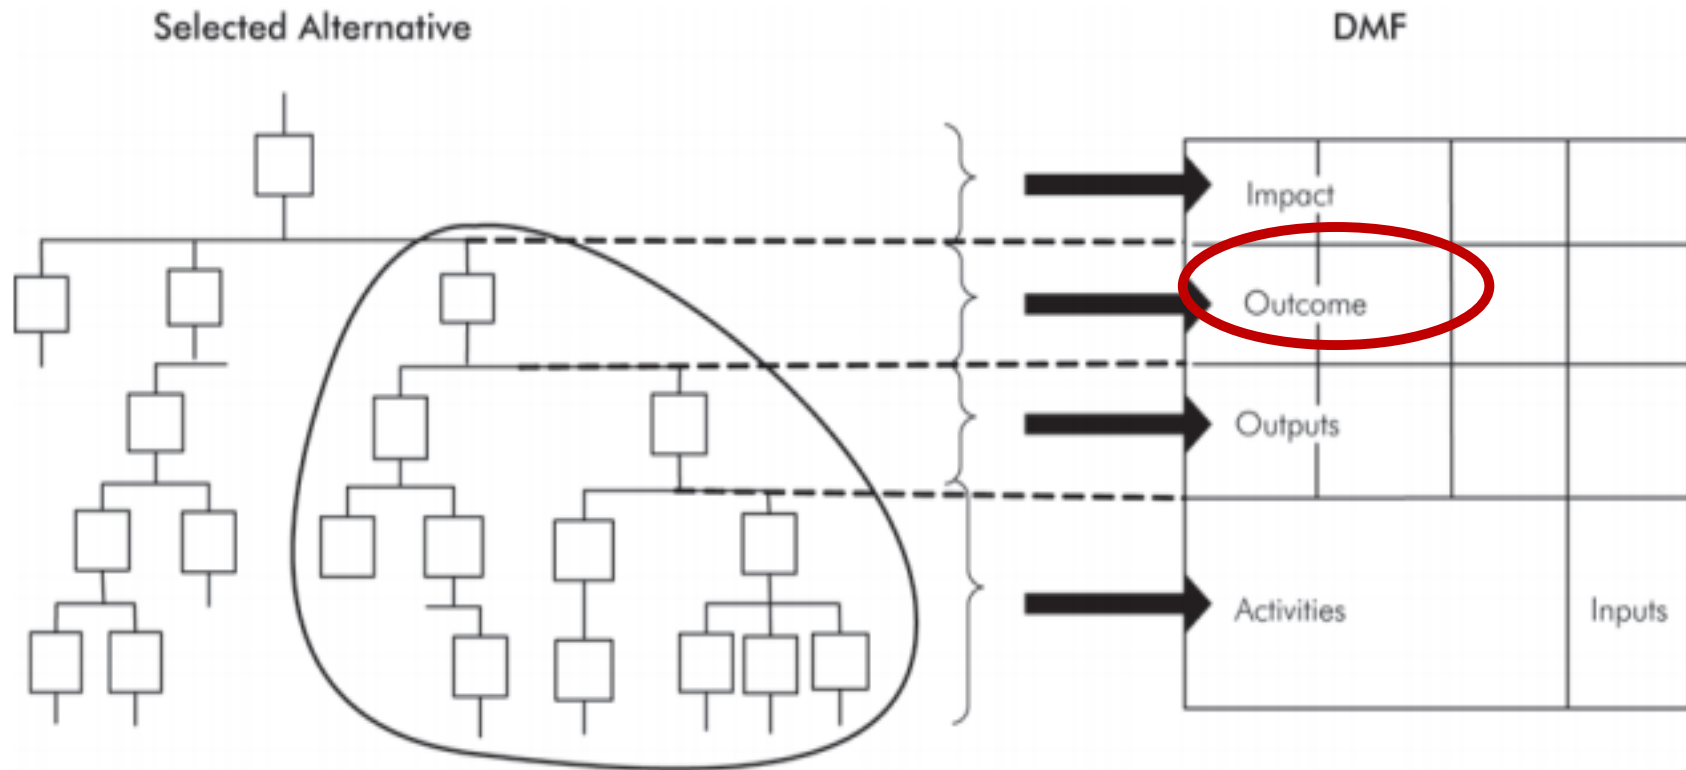 Selected Alternative
DMF
Impact
Outcome
Outputs
Activities
Inputs